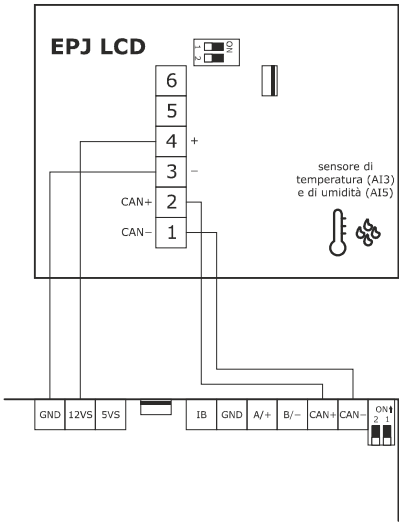 EPJ LCD
1
2
ON
6
5
4 +
3 −
CAN+ 2
CAN− 1
sensore di
temperatura (AI3)
e di umidità (AI5)
GND 12VS 5VS IB GND A/+ B/− CAN+ CAN−
ON
2 1